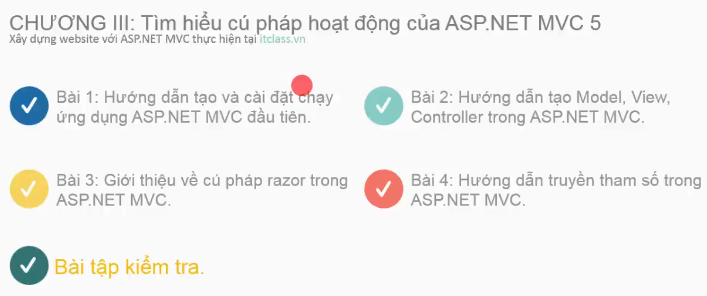 CHƯƠNG III: Tìm hiểu cú pháp hoạt động của ASP.NET MVC 5
Xây dựng website với ASP.NET MVC thực hiện tại itclass.vn
Bài 1: Hướng dẫn tạo và cài đặt chạy
ứng dụng ASP.NET MVC đầu tiên.
Bài 2: Hướng dẫn tạo Model, View,
Controller trong ASP.NET MVC.
Bài 3: Giới thiệu về cú pháp razor trong
ASP.NET MVC.
Bài 4: Hướng dẫn truyền tham số trong
ASP.NET MVC.
Bài tập kiểm tra.